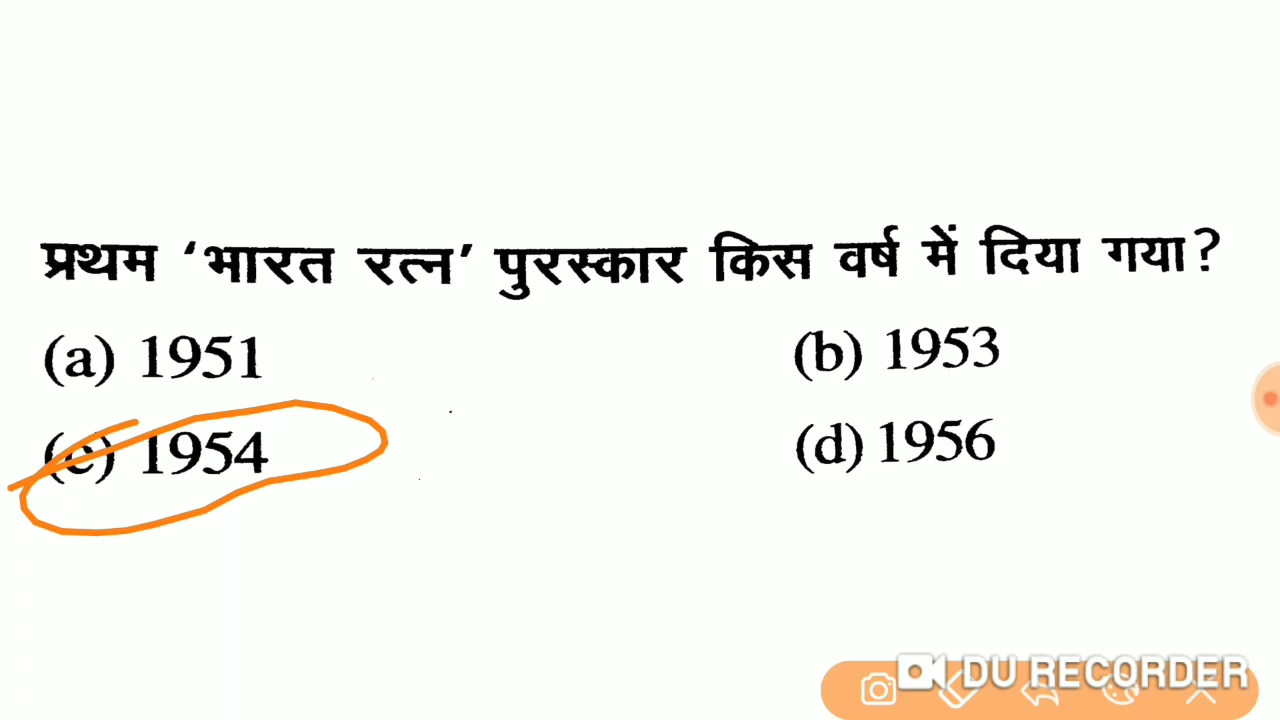 प्रथम ‘भारत रत्न’ पुरस्कार किस वर्ष में दिया गया?
(a) 1951 (b) 1953
(c) 1954 (d) 1956
DU RECORDER